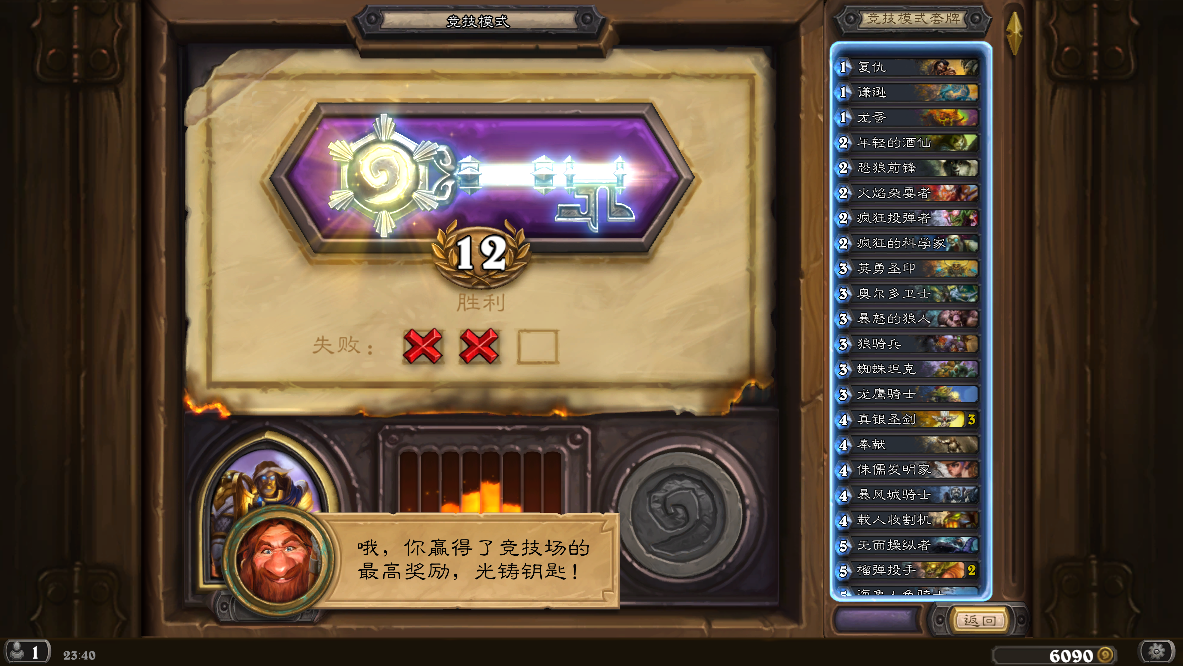 竞技模式
12
胜利
失败：
哦，你赢得了竞技场的
最高奖励，光铸钥匙！
竞技模式套牌
1 复仇
1 谦逊
1 龙蛋
2 年轻的酒仙
2 恐狼前锋
2 火焰杂耍者
2 疯狂投弹者
2 疯狂的科学家
3 英勇圣印
3 奥尔多卫士
3 暴怒的狼人
3 狼骑兵
3 蜘蛛坦克
3 龙鹰骑士
4 真银圣剑 3
4 奉献
4 侏儒发明家
4 暴风城骑士
4 载人收割机
5 无面操纵者
5 榴弹投手 2
返回
1
23:40
6090